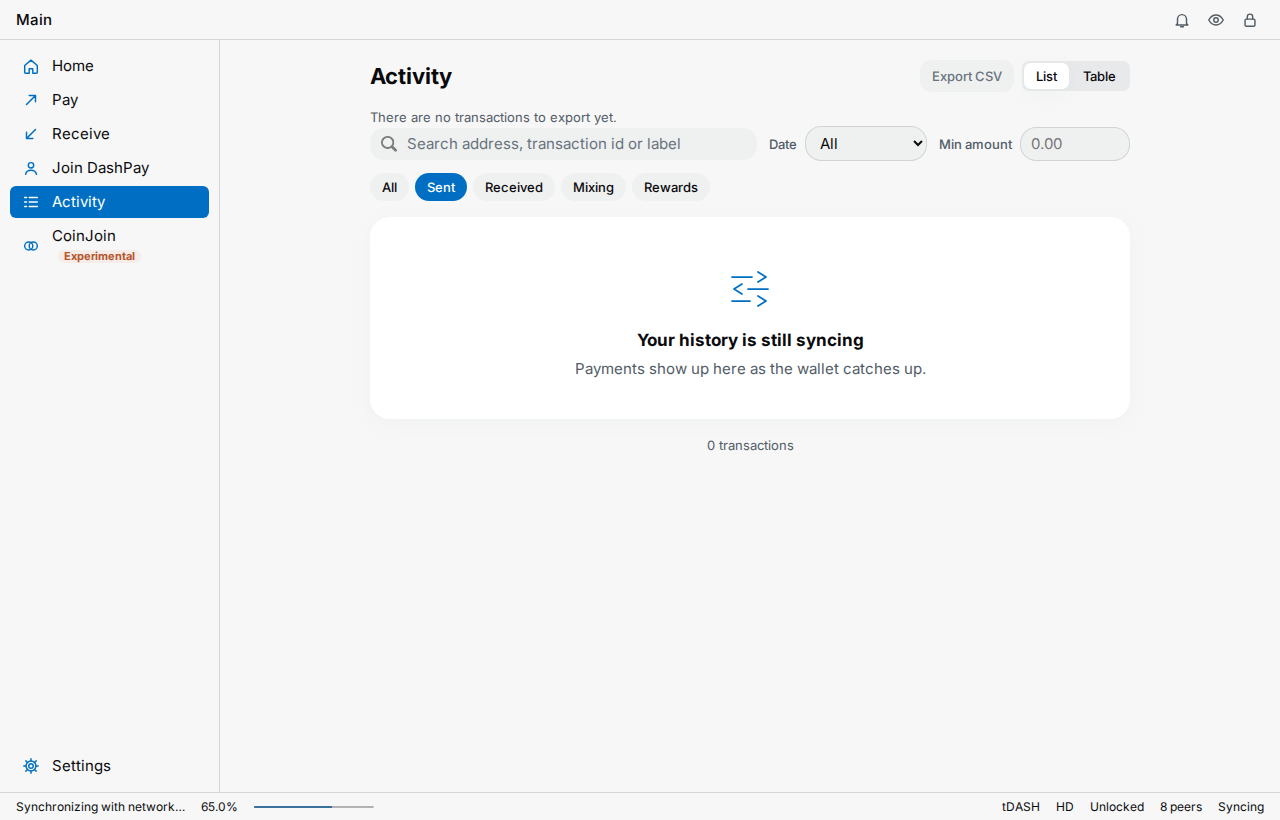 Main
Home
Pay
Receive
Join DashPay
Activity
CoinJoin
Experimental
Settings
Activity
Export CSV
List
Table
There are no transactions to export yet.
Search address, transaction id or label
Date
All
Min amount
0.00
All
Sent
Received
Mixing
Rewards
Your history is still syncing
Payments show up here as the wallet catches up.
0 transactions
Synchronizing with network...
65.0%
tDASH
HD
Unlocked
8 peers
Syncing